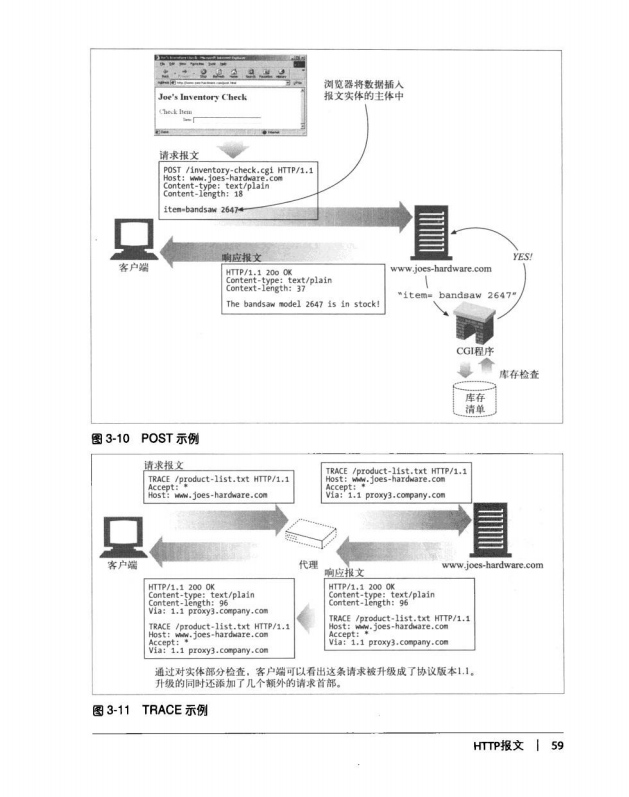 Joe's Inventory Check
Check Item
Item
浏览器将数据插入
报文实体的主体中
请求报文
POST /inventory-check.cgi HTTP/1.1
Host: www.joes-hardware.com
Content-type: text/plain
Content-length: 18
item=bandsaw 2647
客户端
响应报文
HTTP/1.1 20o OK
Content-type: text/plain
Context-length: 37
The bandsaw model 2647 is in stock!
www.joes-hardware.com
YES!
"item= bandsaw 2647"
CGI程序
库存检查
库存
清单
图 3-10 POST 示例
请求报文
TRACE /product-list.txt HTTP/1.1
Accept: *
Host: www.joes-hardware.com
TRACE /product-list.txt HTTP/1.1
Host: www.joes-hardware.com
Accept: *
Via: 1.1 proxy3.company.com
客户端
代理
www.joes-hardware.com
响应报文
HTTP/1.1 200 OK
Content-type: text/plain
Content-length: 96
Via: 1.1 proxy3.company.com
TRACE /product-list.txt HTTP/1.1
Host: www.joes-hardware.com
Accept: *
Via: 1.1 proxy3.company.com
HTTP/1.1 200 OK
Content-type: text/plain
Content-length: 96
TRACE /product-list.txt HTTP/1.1
Host: www.joes-hardware.com
Accept: *
Via: 1.1 proxy3.company.com
通过对实体部分检查，客户端可以看出这条请求被升级成了协议版本1.1。
升级的同时还添加了几个额外的请求首部。
图 3-11 TRACE 示例
HTTP报文 | 59